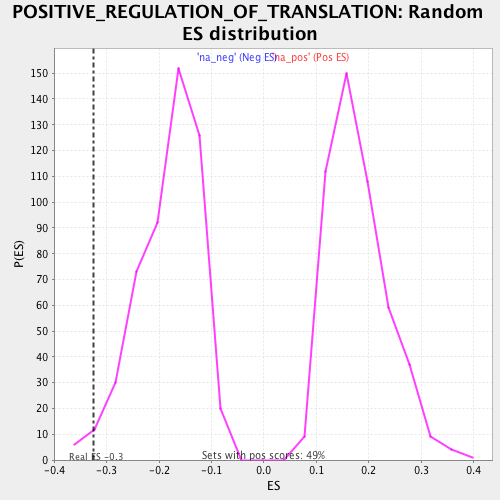 POSITIVE_REGULATION_OF_TRANSLATION: Random
ES distribution
'na_neg' (Neg ES) 'na_pos' (Pos ES)
150
140
130
120
110
100
90
80
70
60
50
40
30
20
10
0
P(ES)
Real ES -0.3
Sets with pos scores: 49%
-0.4 -0.3 -0.2 -0.1 0.0 0.1 0.2 0.3 0.4
ES